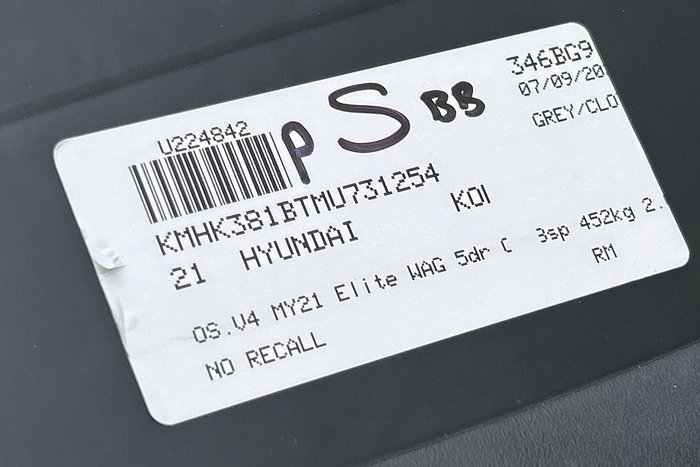 U224842
P S BB
346BG9
07/09/20
GREY/CLO
KMHK381BTMU731254
21 HYUNDAI KOI
OS.V4 MY21 Elite WAG 5dr C 3sp 452kg 2.
RM
NO RECALL